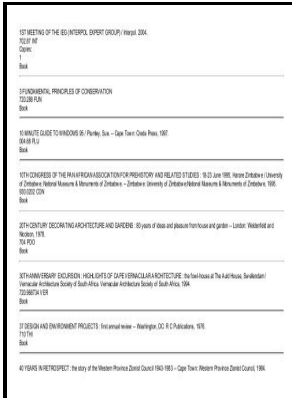 1ST MEETING OF THE IEG (INTERPOL EXPERT GROUP) / Interpol. 2004.
702.87 INT
Copies:
1
Book
3 FUNDAMENTAL PRINCIPLES OF CONSERVATION
720.288 FUN
Book
10 MINUTE GUIDE TO WINDOWS 95 / Plumley, Sue. -- Cape Town: Creda Press, 1997.
004.65 PLU
Book
10TH CONGRESS OF THE PAN AFRICAN ASSOCIATION FOR PREHISTORY AND RELATED STUDIES : 18-23 June 1995, Harare Zimbabwe / University
of Zimbabwe; National Museums & Monuments of Zimbabwe. -- Zimbabwe: University of Zimbabwe/National Museums & Monuments of Zimbabwe, 1995.
930.0202 CON
Book
20TH CENTURY DECORATING ARCHITECTURE AND GARDENS : 80 years of ideas and pleasure from house and garden -- London: Weidenfeld and
Nicolson, 1979.
704 POO
Book
30TH ANNIVERSARY EXCURSION : HIGHLIGHTS OF CAPE VERNACULAR ARCHITECTURE : the fowl-house at The Auld House, Swellendam /
Vernacular Architecture Society of South Africa. Vernacular Architecture Society of South Africa, 1994.
720.968734 VER
Book
37 DESIGN AND ENVIRONMENT PROJECTS : first annual review -- Washington, DC: R C Publications, 1976.
710 THI
Book
40 YEARS IN RETROSPECT : the story of the Western Province Zionist Council 1943-1983 -- Cape Town: Western Province Zionist Council, 1984.